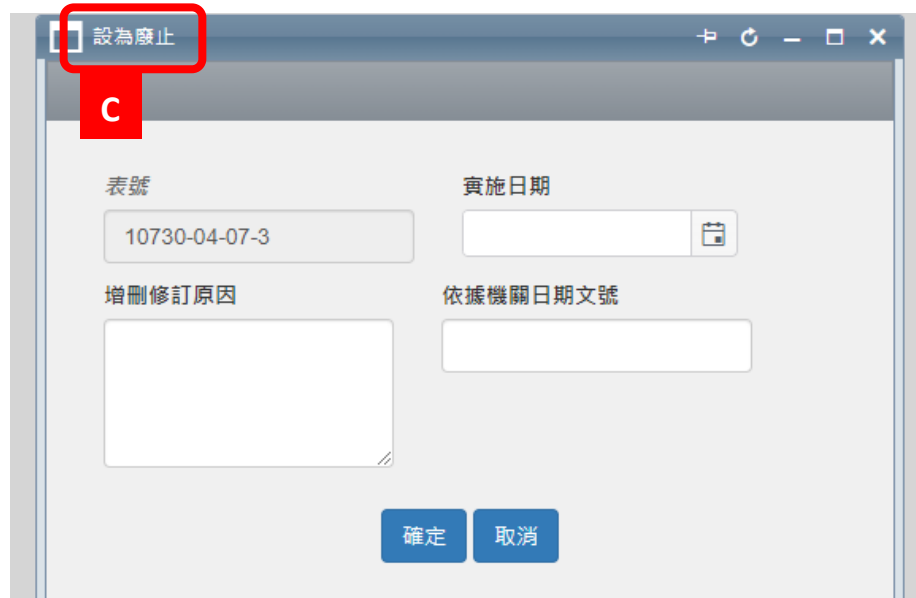 設為廢止
C
表號
實施日期
10730-04-07-3
增刪修訂原因
依據機關日期文號
確定
取消